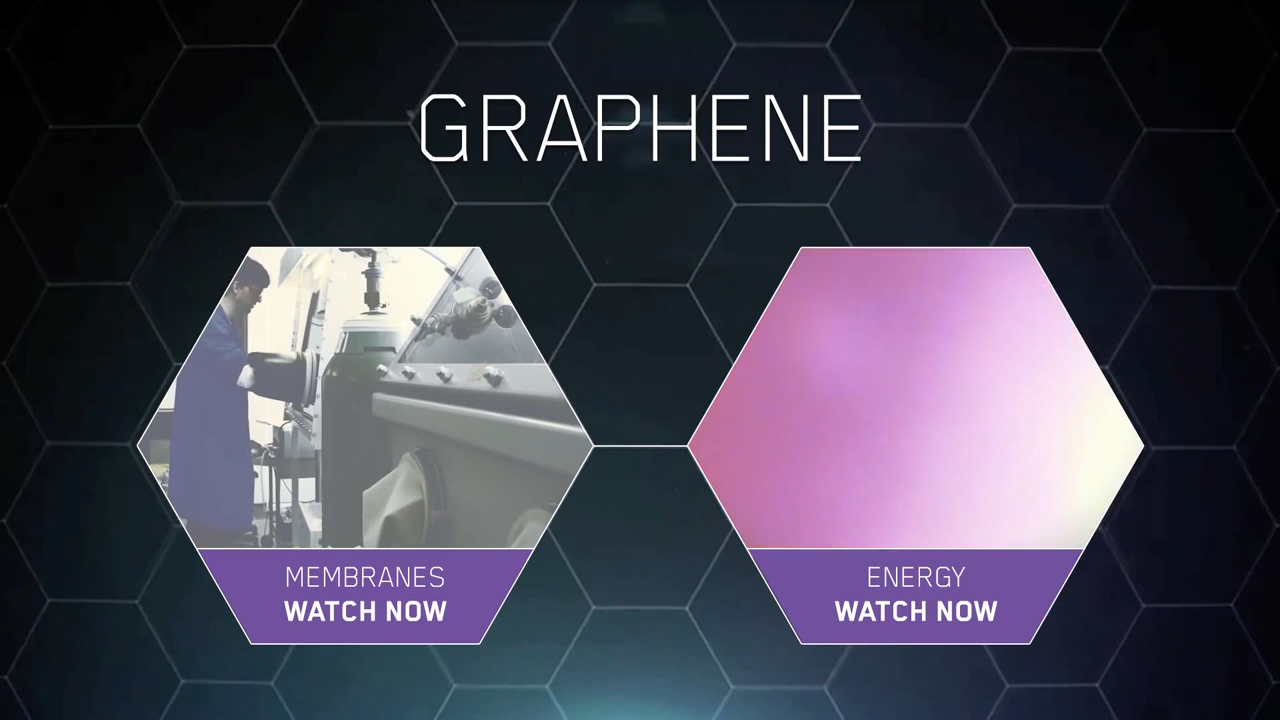 GRAPHENE
MEMBRANES
WATCH NOW
ENERGY
WATCH NOW